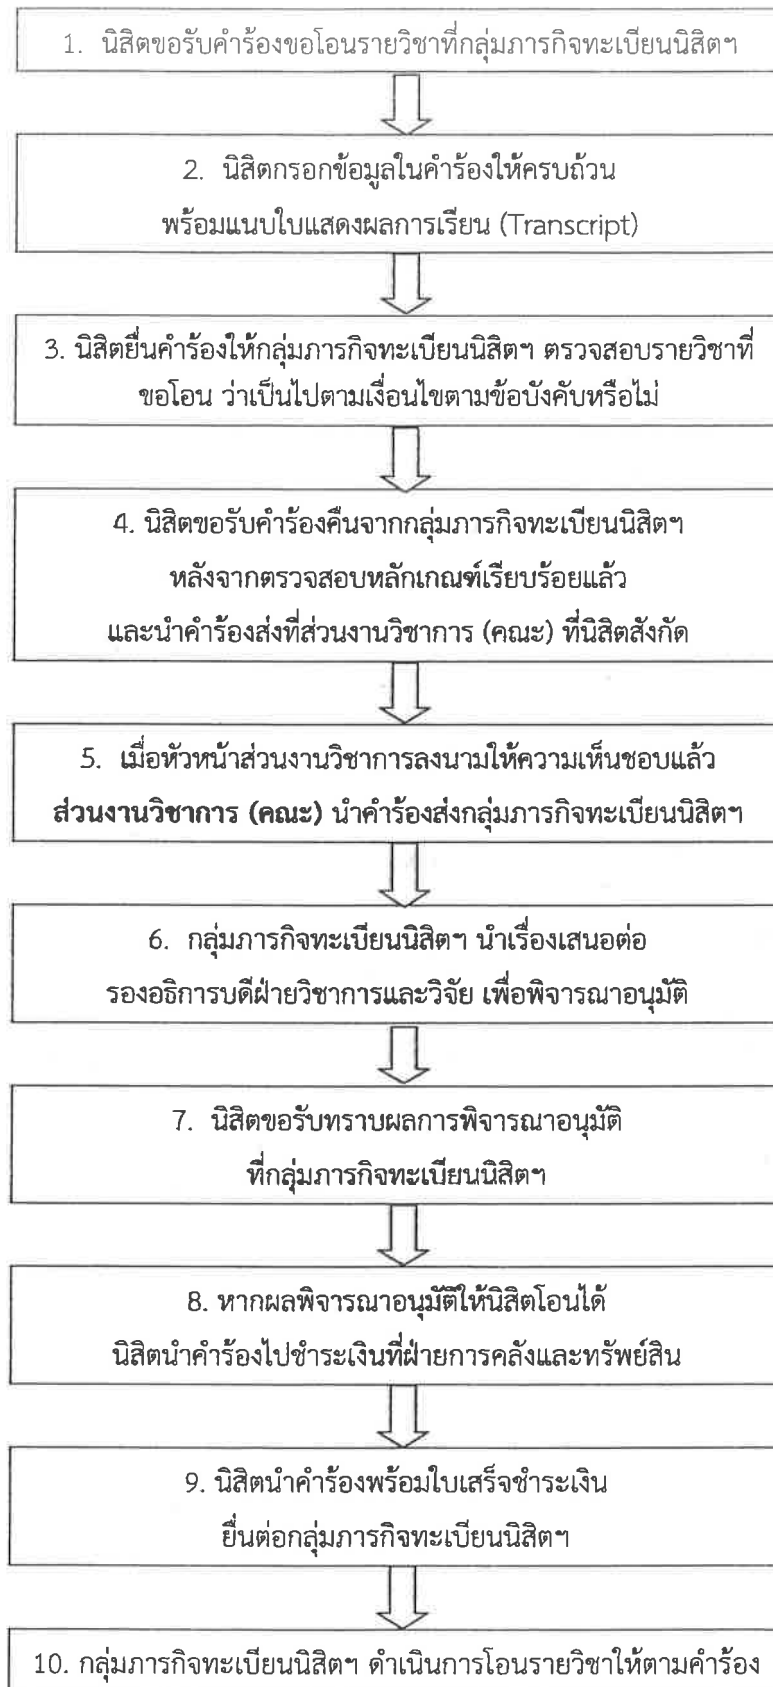 1. นิสิตขอรับคำร้องขอโอนรายวิชาที่กลุ่มภารกิจทะเบียนนิสิตฯ
2. นิสิตกรอกข้อมูลในคำร้องให้ครบถ้วน
พร้อมแนบใบแสดงผลการเรียน (Transcript)
3. นิสิตยื่นคำร้องให้กลุ่มภารกิจทะเบียนนิสิตฯ ตรวจสอบรายวิชาที่
ขอโอน ว่าเป็นไปตามเงื่อนไขตามข้อบังคับหรือไม่
4. นิสิตขอรับคำร้องคืนจากกลุ่มภารกิจทะเบียนนิสิตฯ
หลังจากตรวจสอบหลักเกณฑ์เรียบร้อยแล้ว
และนำคำร้องส่งที่ส่วนงานวิชาการ (คณะ) ที่นิสิตสังกัด
5. เมื่อหัวหน้าส่วนงานวิชาการลงนามให้ความเห็นชอบแล้ว
ส่วนงานวิชาการ (คณะ) นำคำร้องส่งกลุ่มภารกิจทะเบียนนิสิตฯ
6. กลุ่มภารกิจทะเบียนนิสิตฯ นำเรื่องเสนอต่อ
รองอธิการบดีฝ่ายวิชาการและวิจัย เพื่อพิจารณาอนุมัติ
7. นิสิตขอรับทราบผลการพิจารณาอนุมัติ
ที่กลุ่มภารกิจทะเบียนนิสิตฯ
8. หากผลพิจารณาอนุมัติให้นิสิตโอนได้
นิสิตนำคำร้องไปชำระเงินที่ฝ่ายการคลังและทรัพย์สิน
9. นิสิตนำคำร้องพร้อมใบเสร็จชำระเงิน
ยื่นต่อกลุ่มภารกิจทะเบียนนิสิตฯ
10. กลุ่มภารกิจทะเบียนนิสิตฯ ดำเนินการโอนรายวิชาให้ตามคำร้อง